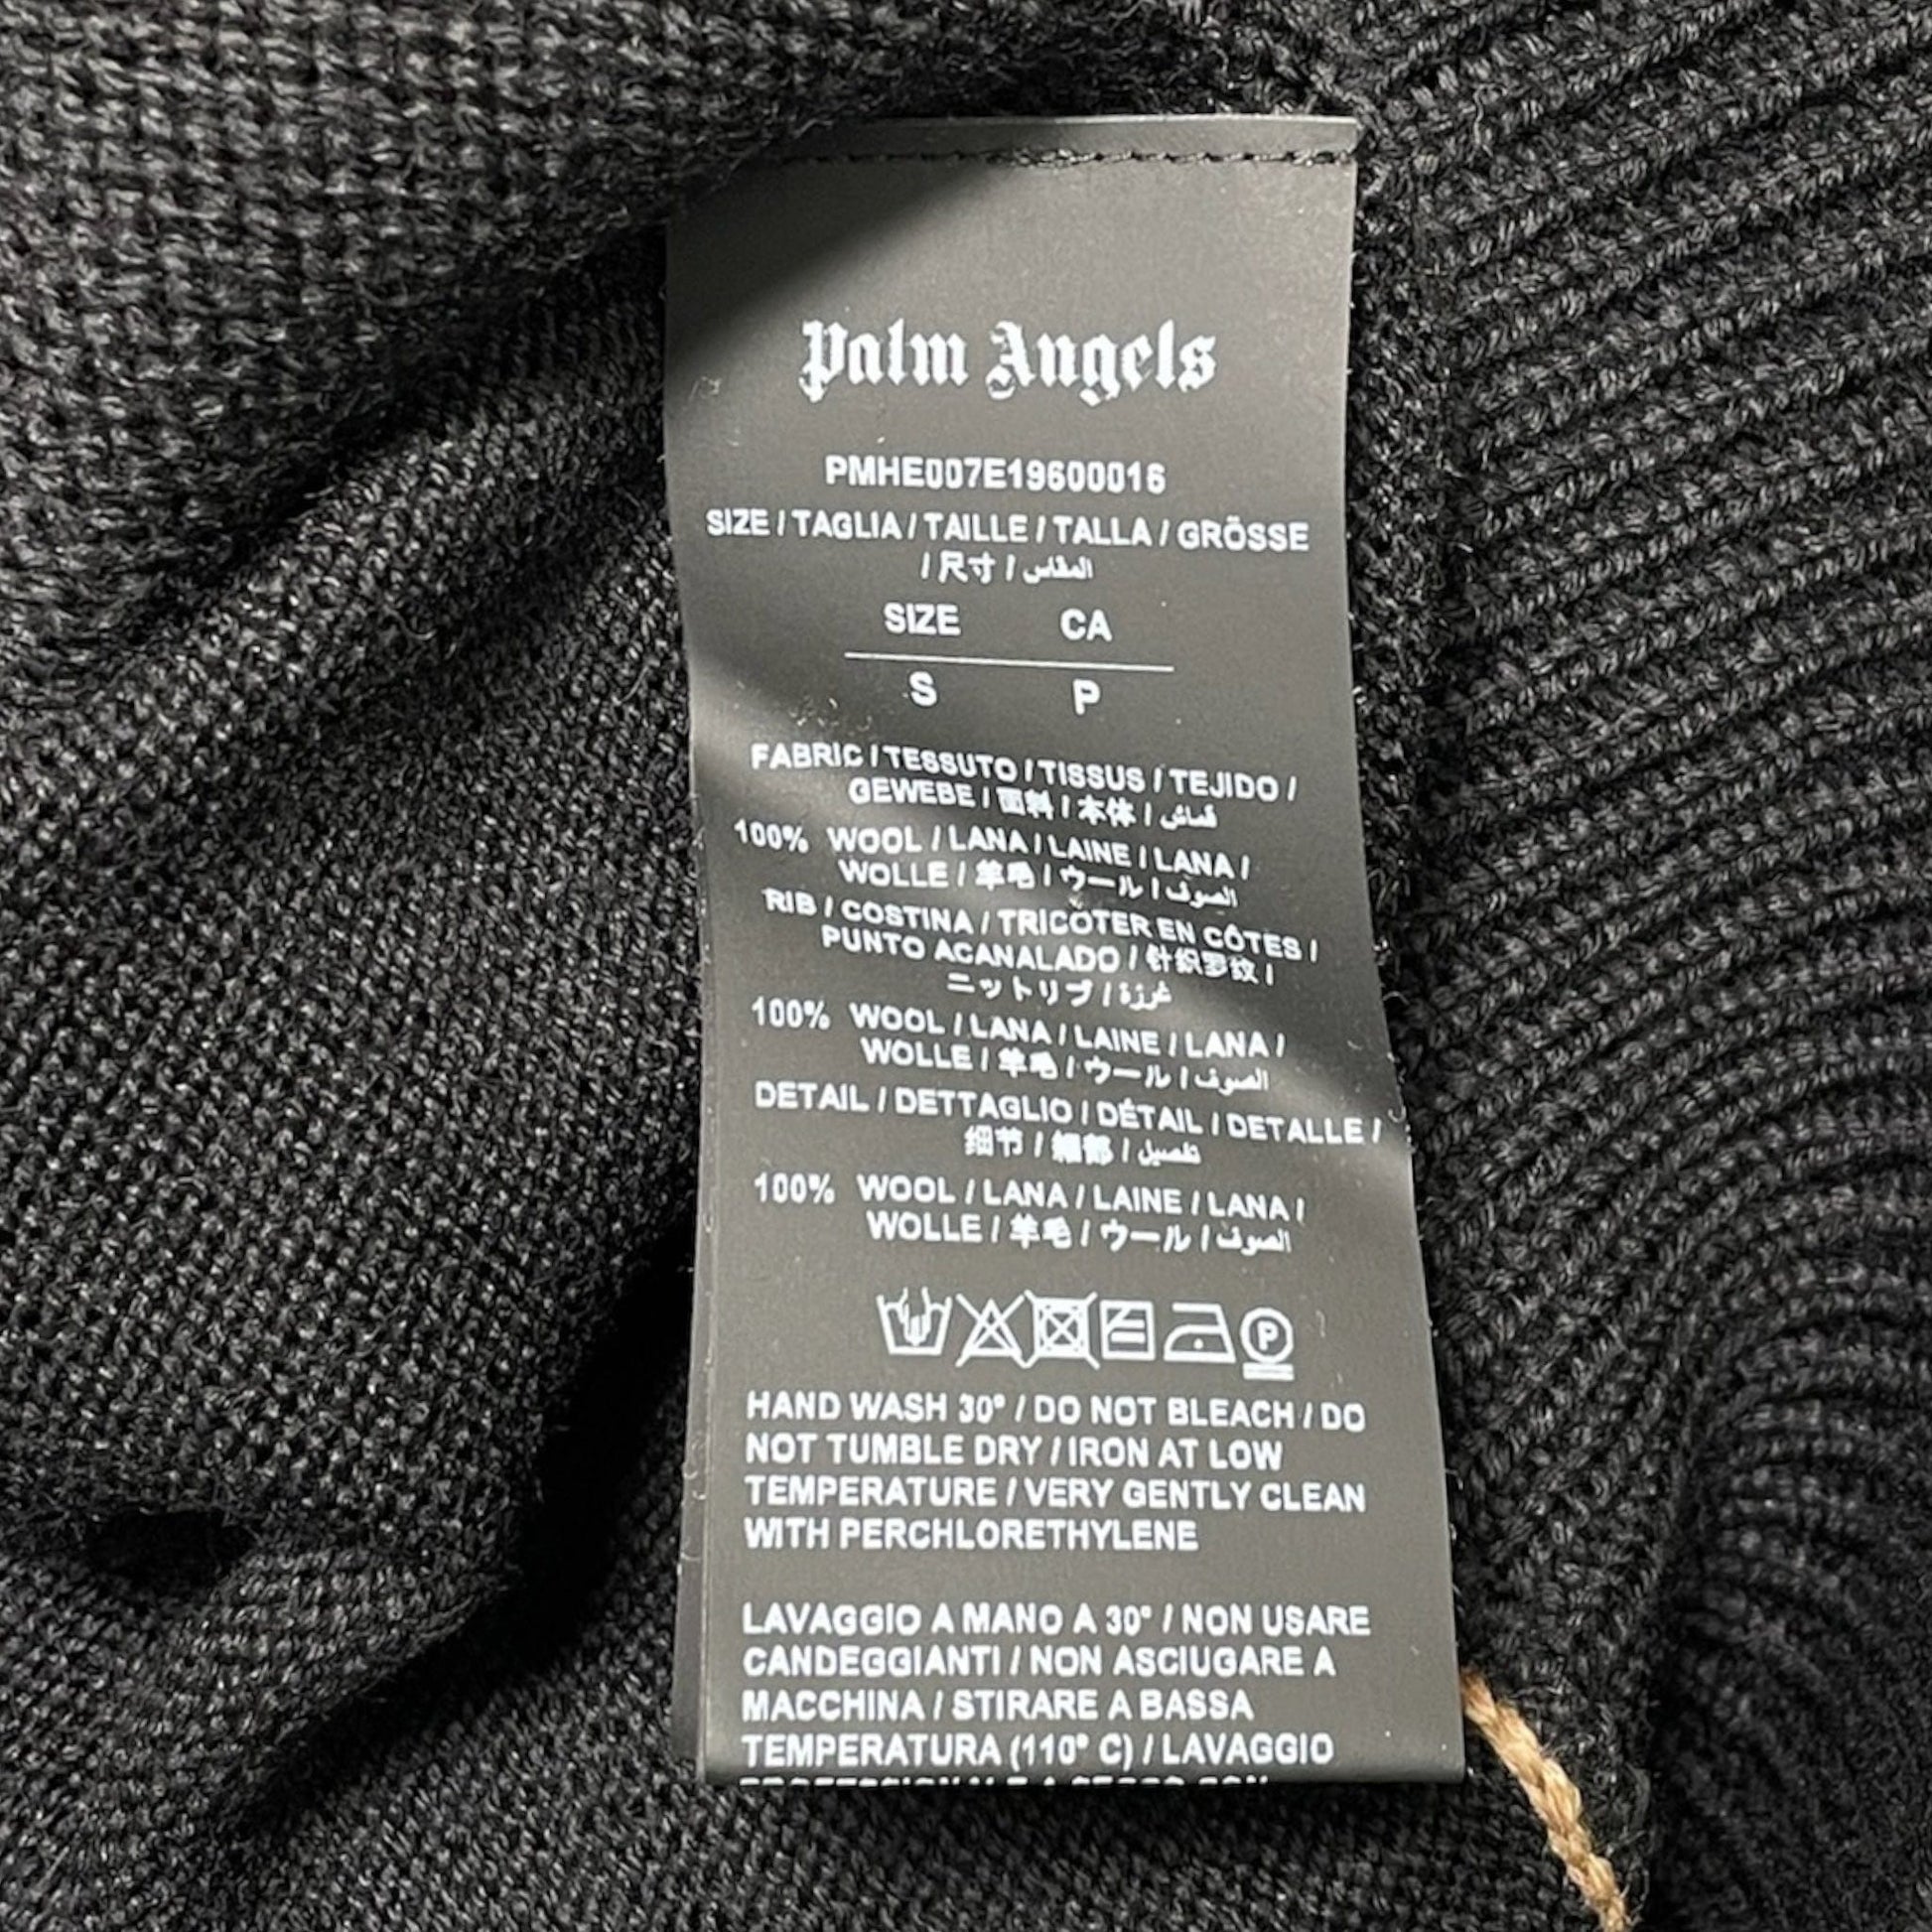 Palm Angels
PMHE007E19600016
SIZE / TAGLIA / TAILLE / TALLA / GRÖSSE
/ 尺寸 / المقاس
SIZE CA
S P
FABRIC / TESSUTO / TISSUS / TEJIDO /
GEWEBE / 面料 / 本体 / قماش
100% WOOL / LANA / LAINE / LANA /
WOLLE / 羊毛 / ウール / الصوف
RIB / COSTINA / TRICOTER EN CÔTES /
PUNTO ACANALADO / 针织罗纹 /
ニットリブ / غرزة
100% WOOL / LANA / LAINE / LANA /
WOLLE / 羊毛 / ウール / الصوف
DETAIL / DETTAGLIO / DÉTAIL / DETALLE /
细节 / 細部 / تفصيل
100% WOOL / LANA / LAINE / LANA /
WOLLE / 羊毛 / ウール / الصوف
P
HAND WASH 30° / DO NOT BLEACH / DO
NOT TUMBLE DRY / IRON AT LOW
TEMPERATURE / VERY GENTLY CLEAN
WITH PERCHLORETHYLENE
LAVAGGIO A MANO A 30° / NON USARE
CANDEGGIANTI / NON ASCIUGARE A
MACCHINA / STIRARE A BASSA
TEMPERATURA (110° C) / LAVAGGIO